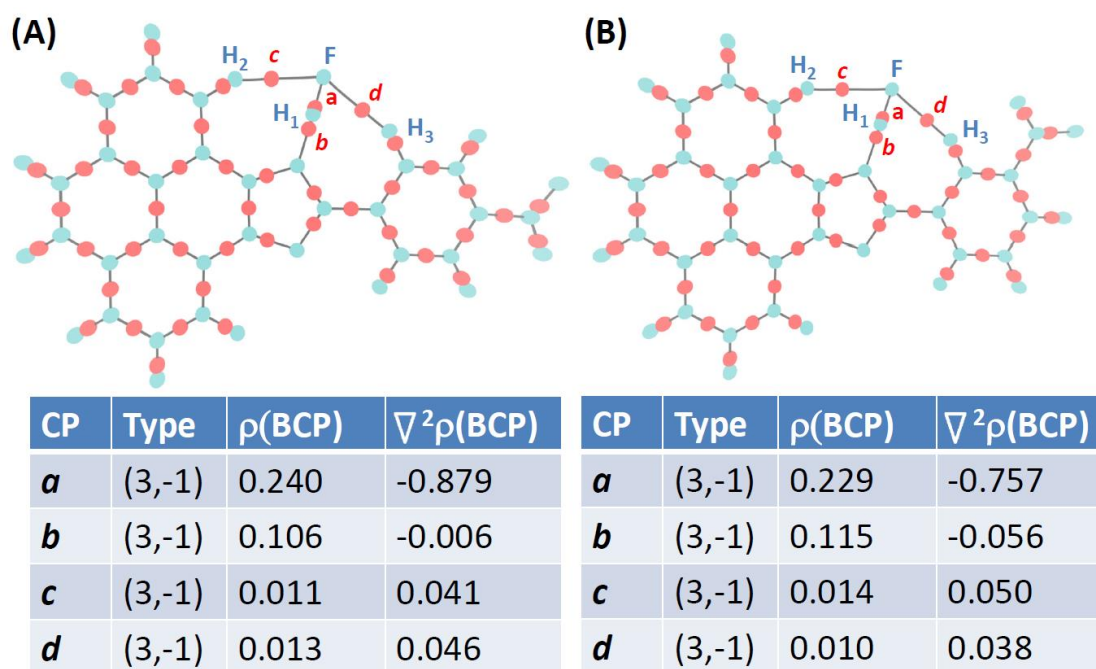 (A)
H₂ c F
a d
H₁
b H₃
(B)
H₂ c F
a d
H₁
b H₃
CP Type ρ(BCP) ∇²ρ(BCP)
a (3,-1) 0.240 -0.879
b (3,-1) 0.106 -0.006
c (3,-1) 0.011 0.041
d (3,-1) 0.013 0.046
CP Type ρ(BCP) ∇²ρ(BCP)
a (3,-1) 0.229 -0.757
b (3,-1) 0.115 -0.056
c (3,-1) 0.014 0.050
d (3,-1) 0.010 0.038